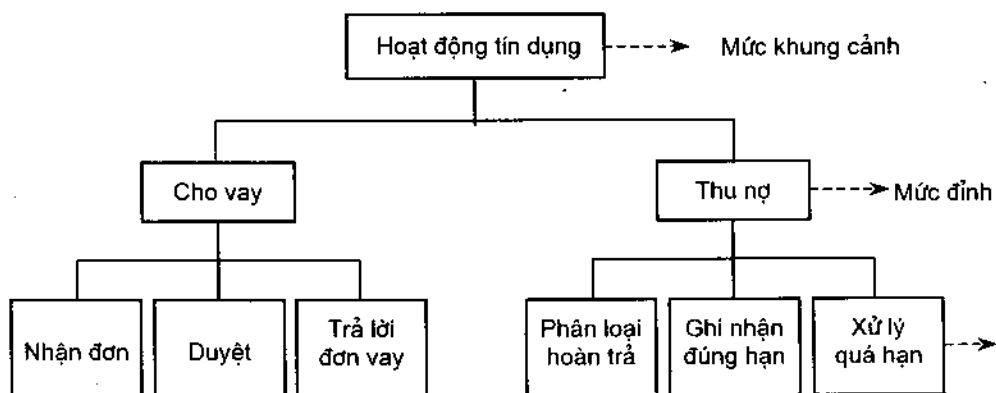 Hoạt động tín dụng
Mức khung cảnh
Cho vay
Thu nợ
Mức đỉnh
Nhận đơn
Duyệt
Trả lời
đơn vay
Phân loại
hoàn trả
Ghi nhận
đúng hạn
Xử lý
quá hạn